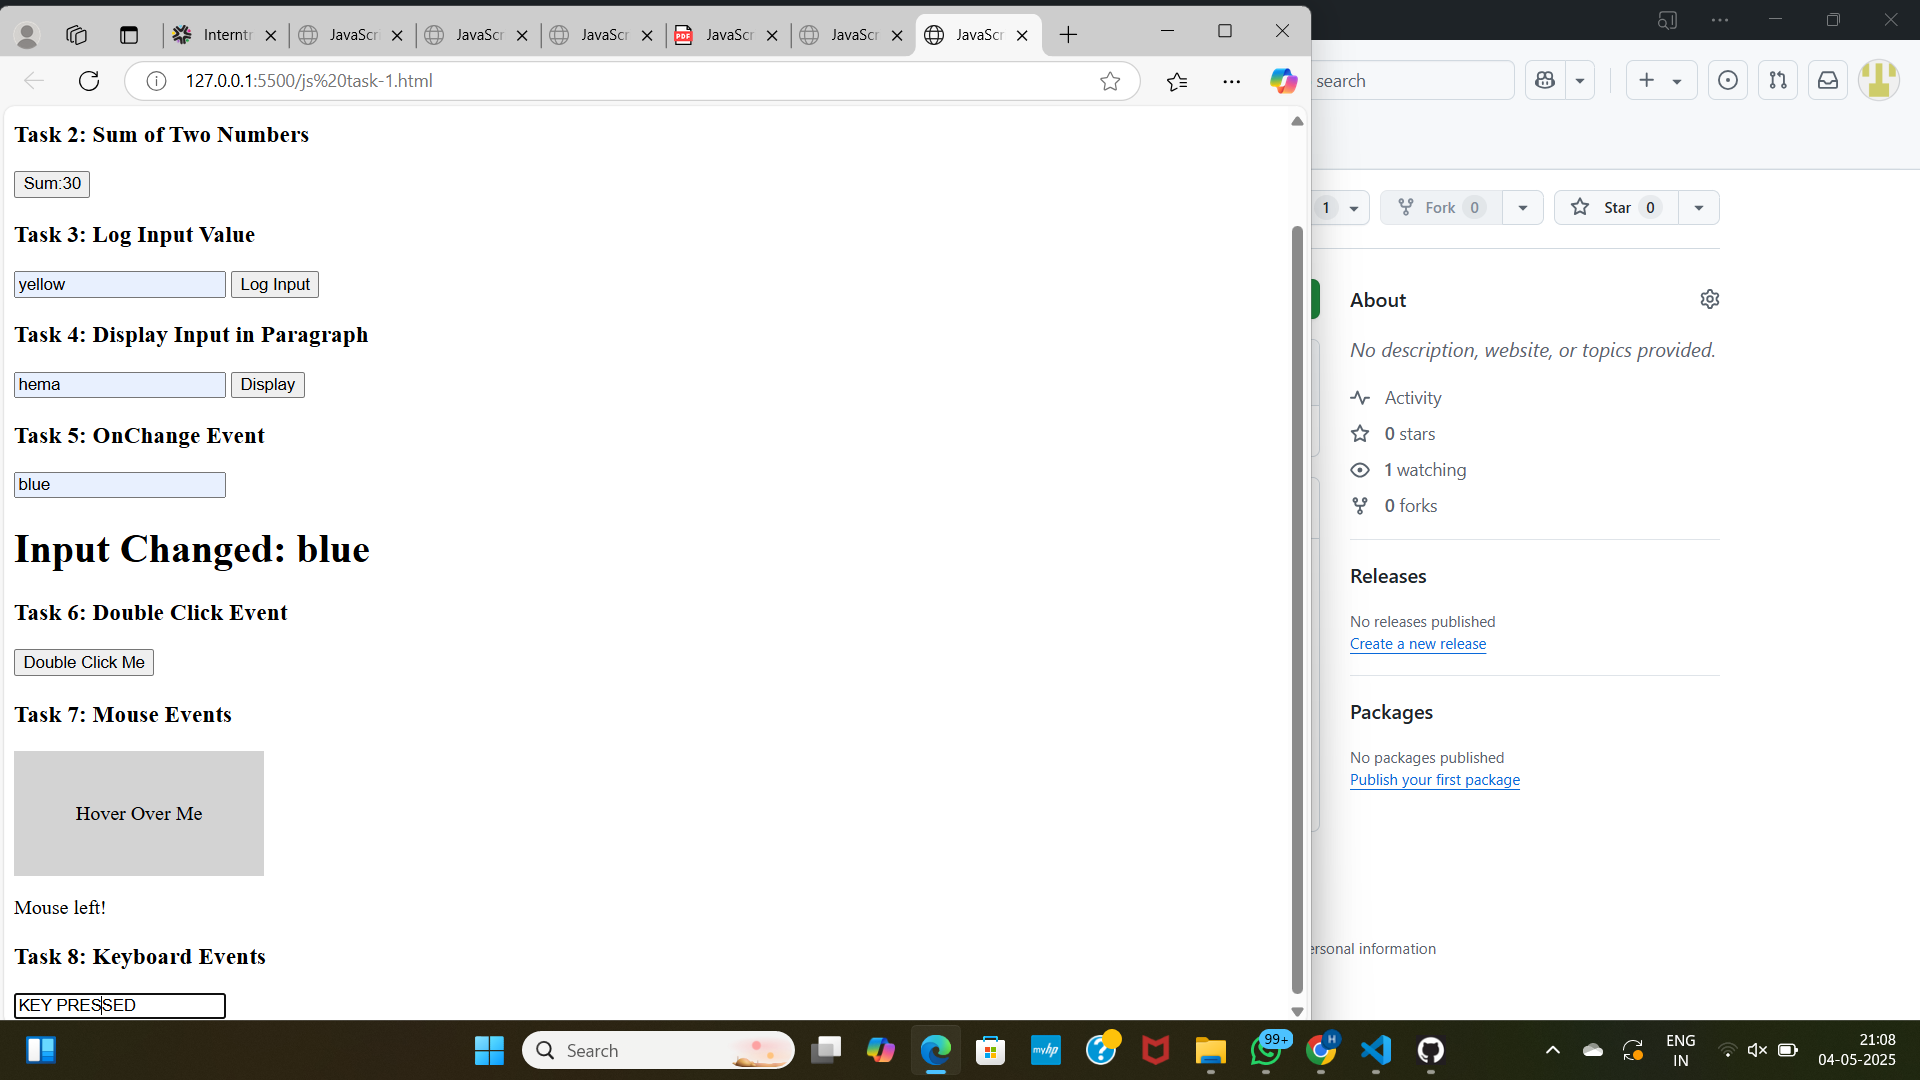 Interntr
JavaScri
JavaScr
JavaScr
JavaScr
JavaScr
JavaScr
127.0.0.1:5500/js%20task-1.html
search
Task 2: Sum of Two Numbers
Sum:30
Task 3: Log Input Value
yellow Log Input
Task 4: Display Input in Paragraph
hema Display
Task 5: OnChange Event
blue
Input Changed: blue
Task 6: Double Click Event
Double Click Me
Task 7: Mouse Events
Hover Over Me
Mouse left!
Task 8: Keyboard Events
KEY PRESSED
1
Fork 0
Star 0
About
No description, website, or topics provided.
Activity
0 stars
1 watching
0 forks
Releases
No releases published
Create a new release
Packages
No packages published
Publish your first package
ersonal information
Search
PDF
myhp
99+
H
ENG
IN
21:08
04-05-2025